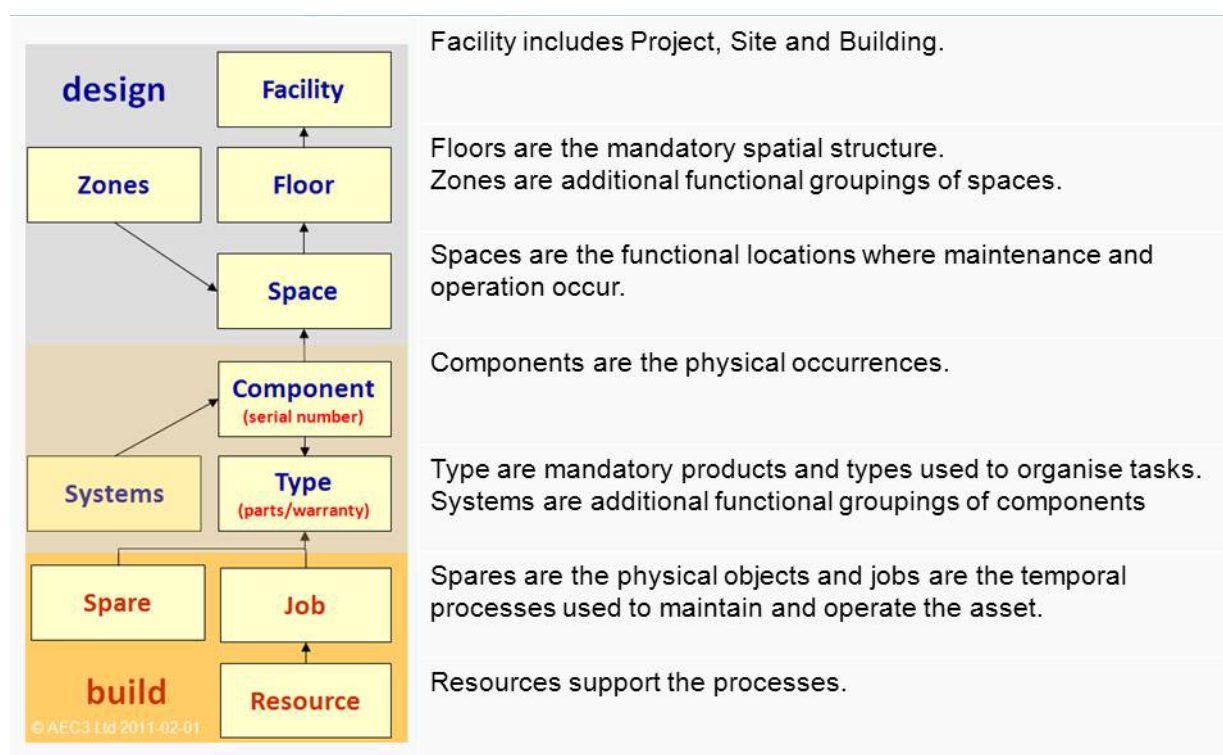 design
Facility
Facility includes Project, Site and Building.
Zones
Floor
Floors are the mandatory spatial structure.
Zones are additional functional groupings of spaces.
Space
Spaces are the functional locations where maintenance and
operation occur.
Component
(serial number)
Components are the physical occurrences.
Systems
Type
(parts/warranty)
Type are mandatory products and types used to organise tasks.
Systems are additional functional groupings of components
Spare
Job
Spares are the physical objects and jobs are the temporal
processes used to maintain and operate the asset.
build
Resource
Resources support the processes.
© AEC3 Ltd 2011-02-01